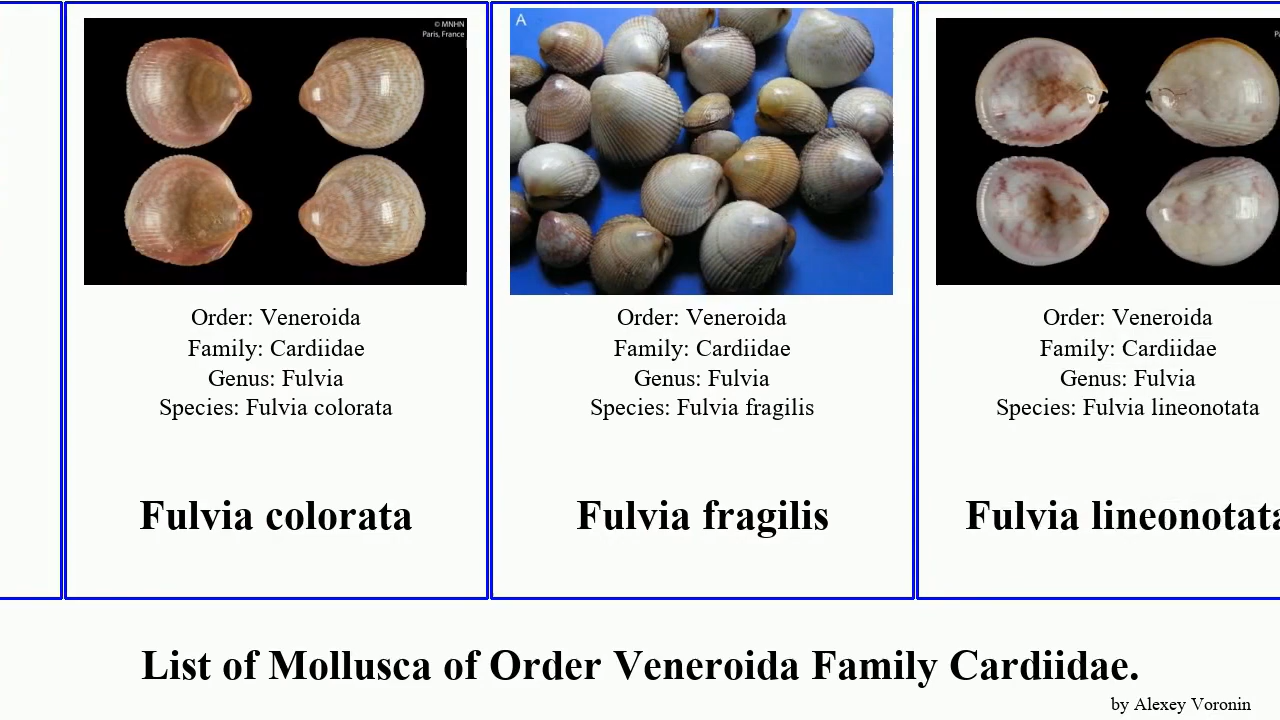 © MNHN
Paris, France
Order: Veneroida
Family: Cardiidae
Genus: Fulvia
Species: Fulvia colorata
Fulvia colorata
A
Order: Veneroida
Family: Cardiidae
Genus: Fulvia
Species: Fulvia fragilis
Fulvia fragilis
Order: Veneroida
Family: Cardiidae
Genus: Fulvia
Species: Fulvia lineonotata
Fulvia lineonotata
List of Mollusca of Order Veneroida Family Cardiidae.
by Alexey Voronin